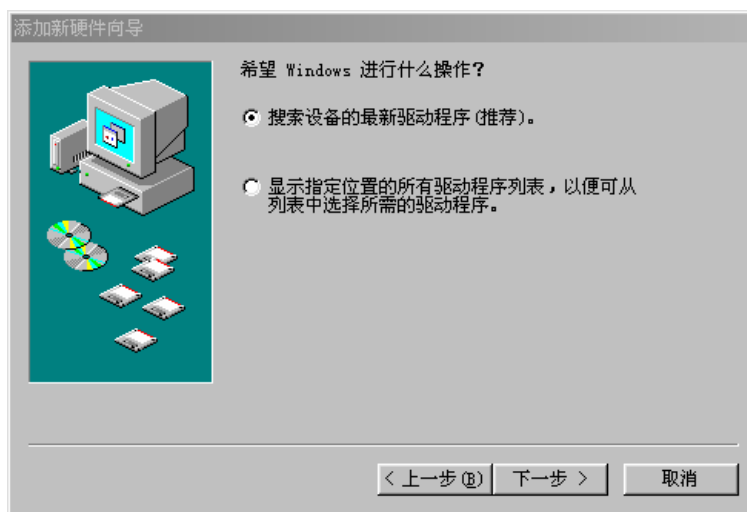 添加新硬件向导
希望 Windows 进行什么操作?
搜索设备的最新驱动程序(推荐)。
显示指定位置的所有驱动程序列表，以便可从
列表中选择所需的驱动程序。
< 上一步(B)
下一步 >
取消